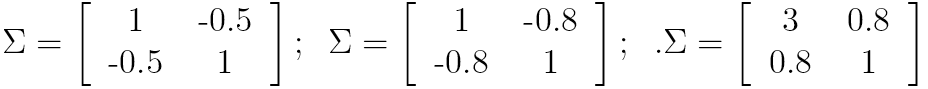 Σ = [ 1 -0.5 ; -0.5 1 ] ; Σ = [ 1 -0.8 ; -0.8 1 ] ; .Σ = [ 3 0.8 ; 0.8 1 ]